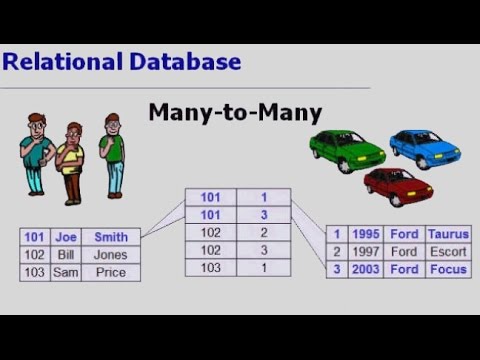 Relational Database
Many-to-Many
101 Joe Smith
102 Bill Jones
103 Sam Price
101 1
101 3
102 2
102 3
103 1
1 1995 Ford Taurus
2 1997 Ford Escort
3 2003 Ford Focus